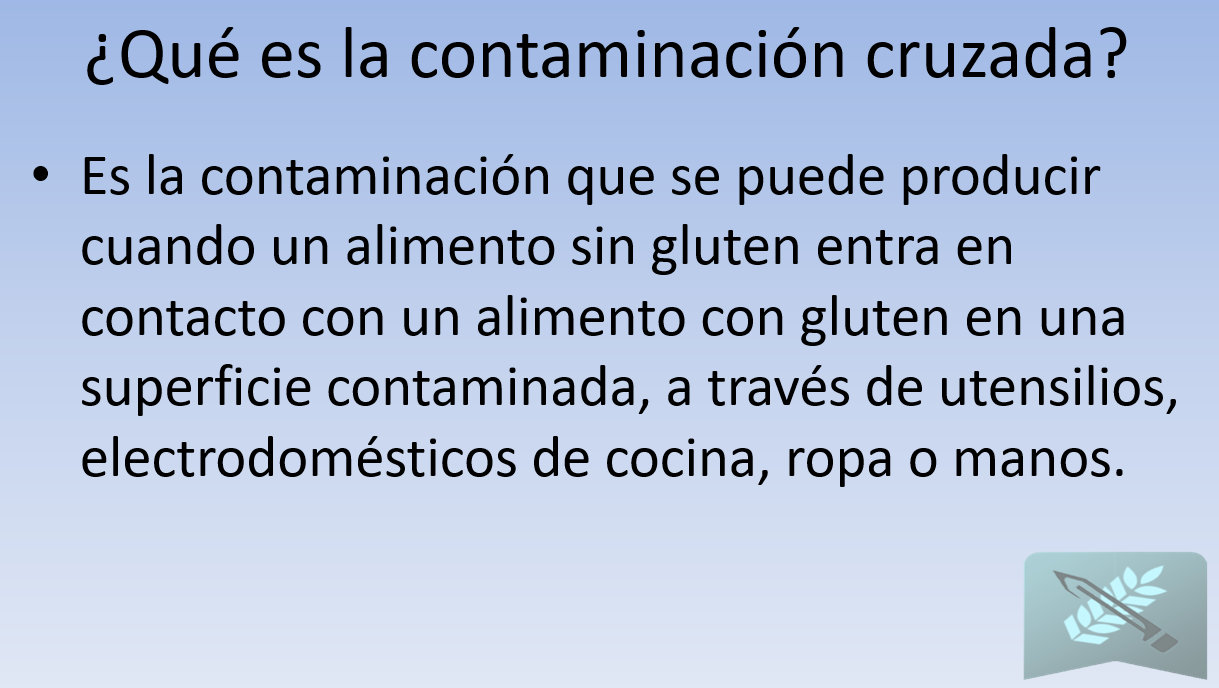 ¿Qué es la contaminación cruzada?
• Es la contaminación que se puede producir
cuando un alimento sin gluten entra en
contacto con un alimento con gluten en una
superficie contaminada, a través de utensilios,
electrodomésticos de cocina, ropa o manos.